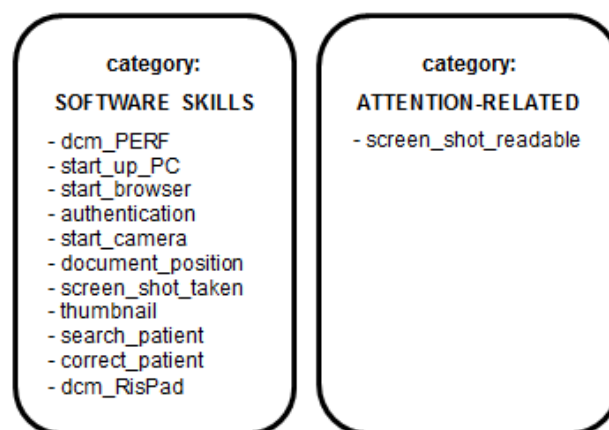 category:
SOFTWARE SKILLS
- dcm_PERF
- start_up_PC
- start_browser
- authentication
- start_camera
- document_position
- screen_shot_taken
- thumbnail
- search_patient
- correct_patient
- dcm_RisPad
category:
ATTENTION-RELATED
- screen_shot_readable